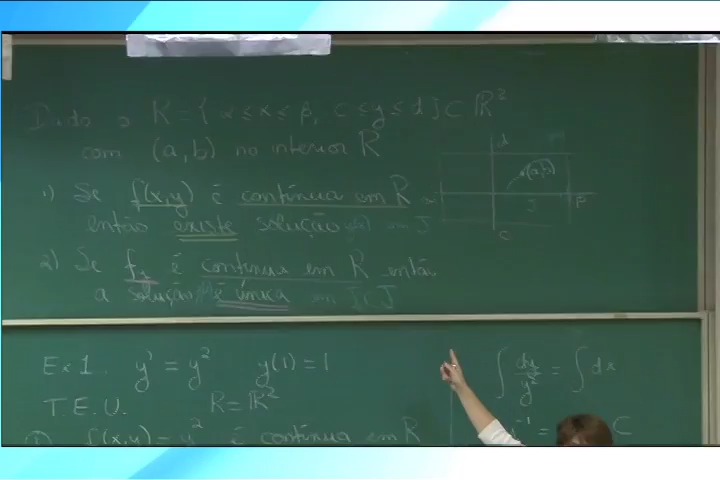 Dado o R = { α ≤ x ≤ β, c ≤ y ≤ d } ⊂ ℝ²
com (a,b) no interior R
1) Se f(x,y) é contínua em R
então existe solução em J
2) Se é contínua em R então
a solução é única em I ⊂ J
d
(a,b)
J
β
c
Ex 1. y' = y² y(1) = 1
T.E.U. R = ℝ²
f(x,y) = y² é contínua em R
∫ dy/y² = ∫ dx
⁻¹ = C